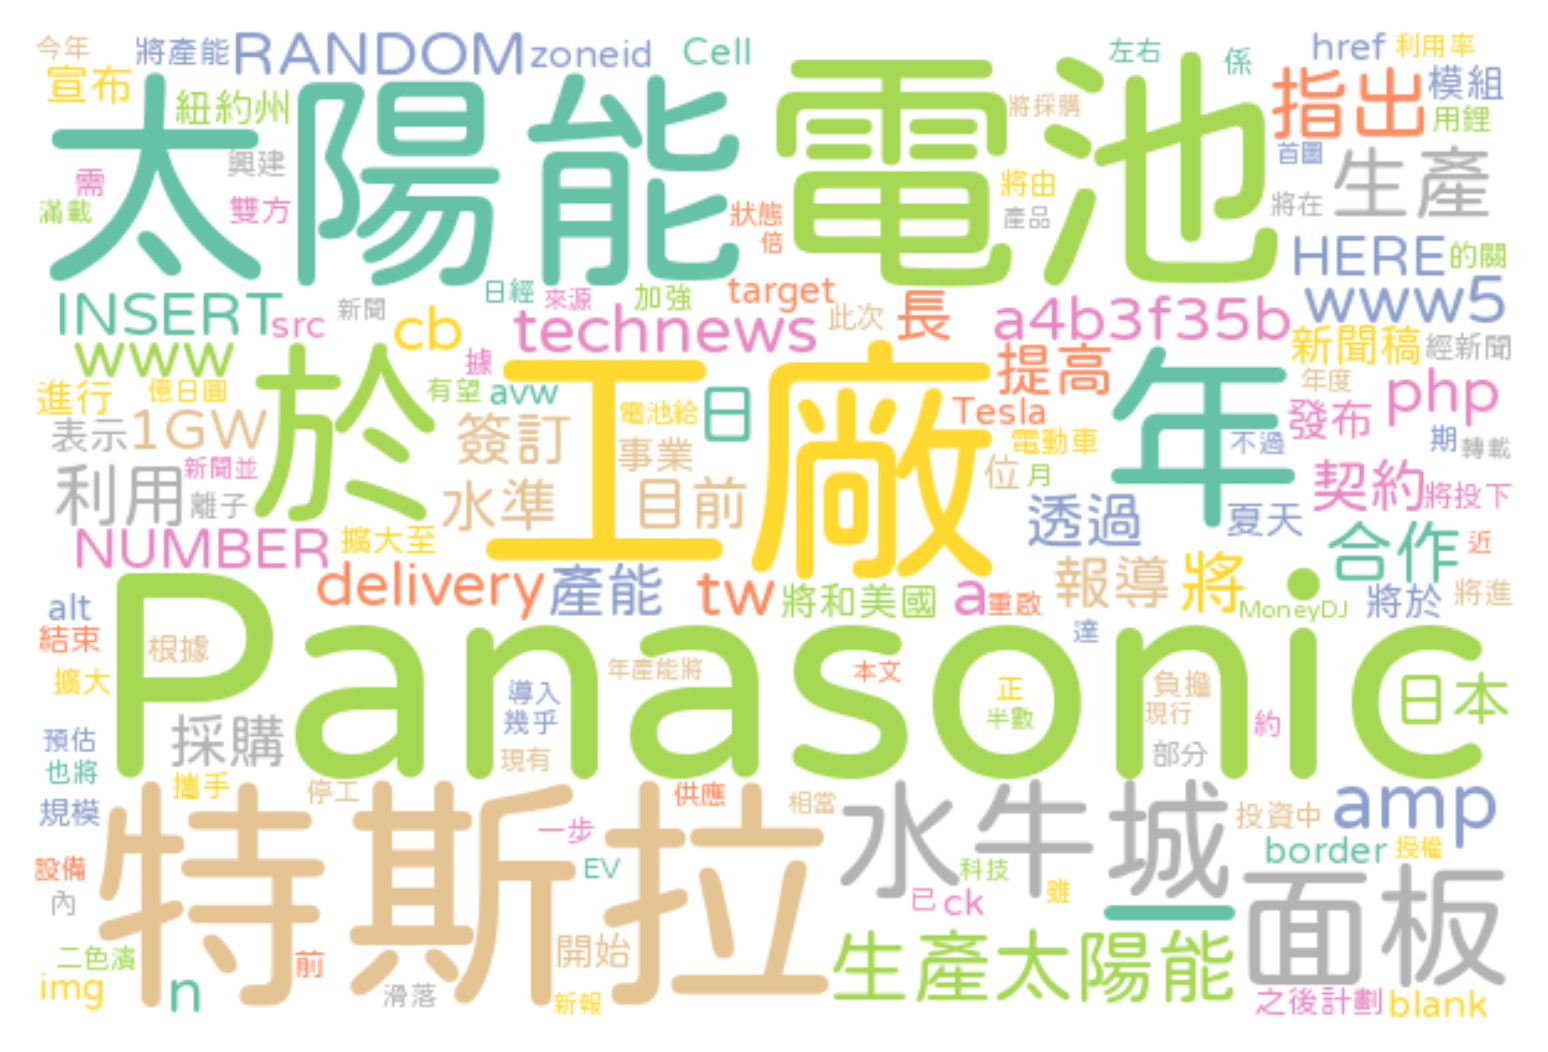 今年 將產能 RANDOM zoneid Cell 左右 係 href 利用率
宣布 紐約州 將採購 指出 模組 用鋰
太陽能 電池
需 興建 首圖 生產
滿載 雙方 狀態 將由 產品 將在
倍 HERE 的關
INSERT src 新聞 日經 來源 加強 target 此次 長 a4b3f35b www5
www cb technews 據 提高 新聞稿 經新聞
進行 億日圓 於 有望 avw 工廠 電池給 日 Tesla 年 年度 php
表示 1GW 簽訂 事業 電動車 不過 發布 期 轉載
利用 新聞並 離子 水準 目前 位 月 透過 夏天 契約 將投下
NUMBER 擴大至 合作 近
delivery 產能 tw 將和美國 a 重啟 報導 將 MoneyDJ 將於 將進
alt 達
結束 根據 Panasonic 年產能將 本文
擴大 導入 正 負擔 日本
採購 幾乎 半數 現行 約
預估 現有 部分
也將 攜手 停工 供應 相當
規模 特斯拉 一步 水牛城 投資中 amp
設備 EV 科技 border 授權
內 已 ck 雖 一 面板
二色濱 前 開始 生產太陽能
img n 滑落 新報 之後計劃 blank